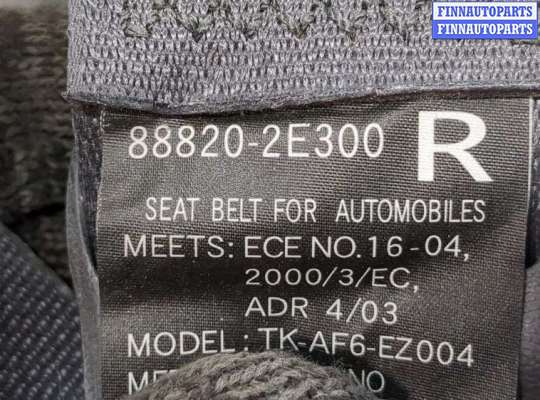 FINNAUTOPARTS
FINNAUTOPARTS
88820-2E300 R
SEAT BELT FOR AUTOMOBILES
MEETS: ECE NO.16-04,
2000/3/EC,
ADR 4/03
MODEL: TK-AF6-EZ004
NO